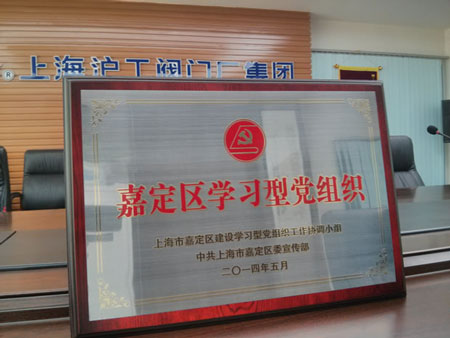 ® 上海沪工阀门厂集团
嘉定区学习型党组织
上海市嘉定区建设学习型党组织工作协调小组
中共上海市嘉定区委宣传部
二〇一四年五月